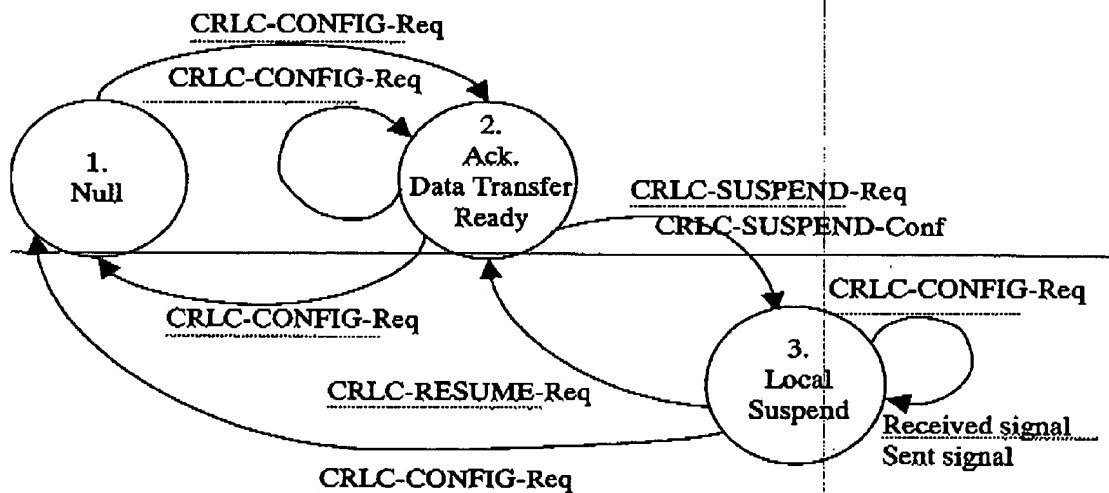 CRLC-CONFIG-Req
CRLC-CONFIG-Req
1.
Null
2.
Ack.
Data Transfer
Ready
CRLC-SUSPEND-Req
CRLC-SUSPEND-Conf
CRLC-CONFIG-Req
CRLC-CONFIG-Req
3.
Local
Suspend
CRLC-RESUME-Req
Received signal
Sent signal
CRLC-CONFIG-Req